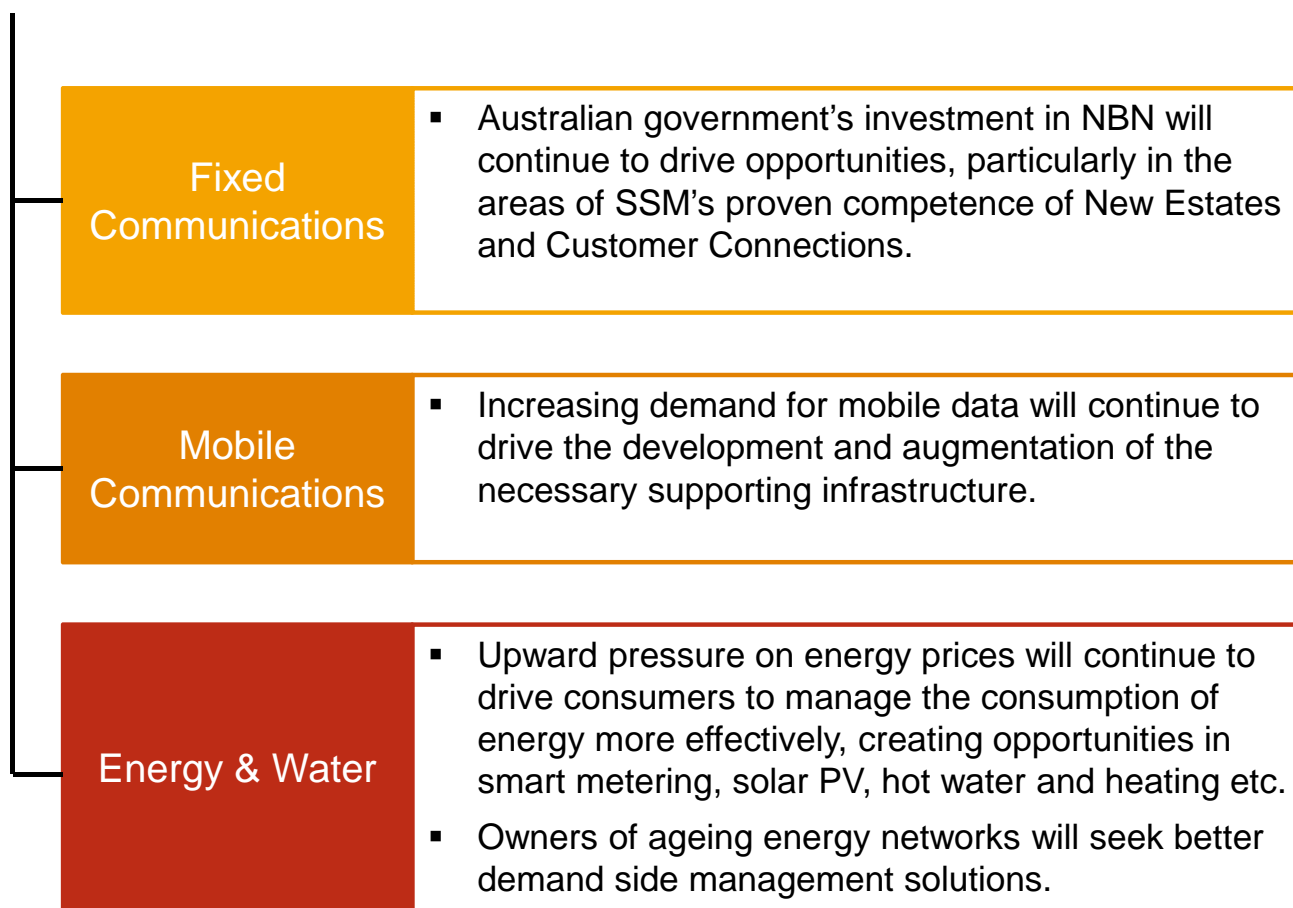 Fixed
Communications
▪ Australian government’s investment in NBN will
continue to drive opportunities, particularly in the
areas of SSM’s proven competence of New Estates
and Customer Connections.
Mobile
Communications
▪ Increasing demand for mobile data will continue to
drive the development and augmentation of the
necessary supporting infrastructure.
Energy & Water
▪ Upward pressure on energy prices will continue to
drive consumers to manage the consumption of
energy more effectively, creating opportunities in
smart metering, solar PV, hot water and heating etc.
▪ Owners of ageing energy networks will seek better
demand side management solutions.